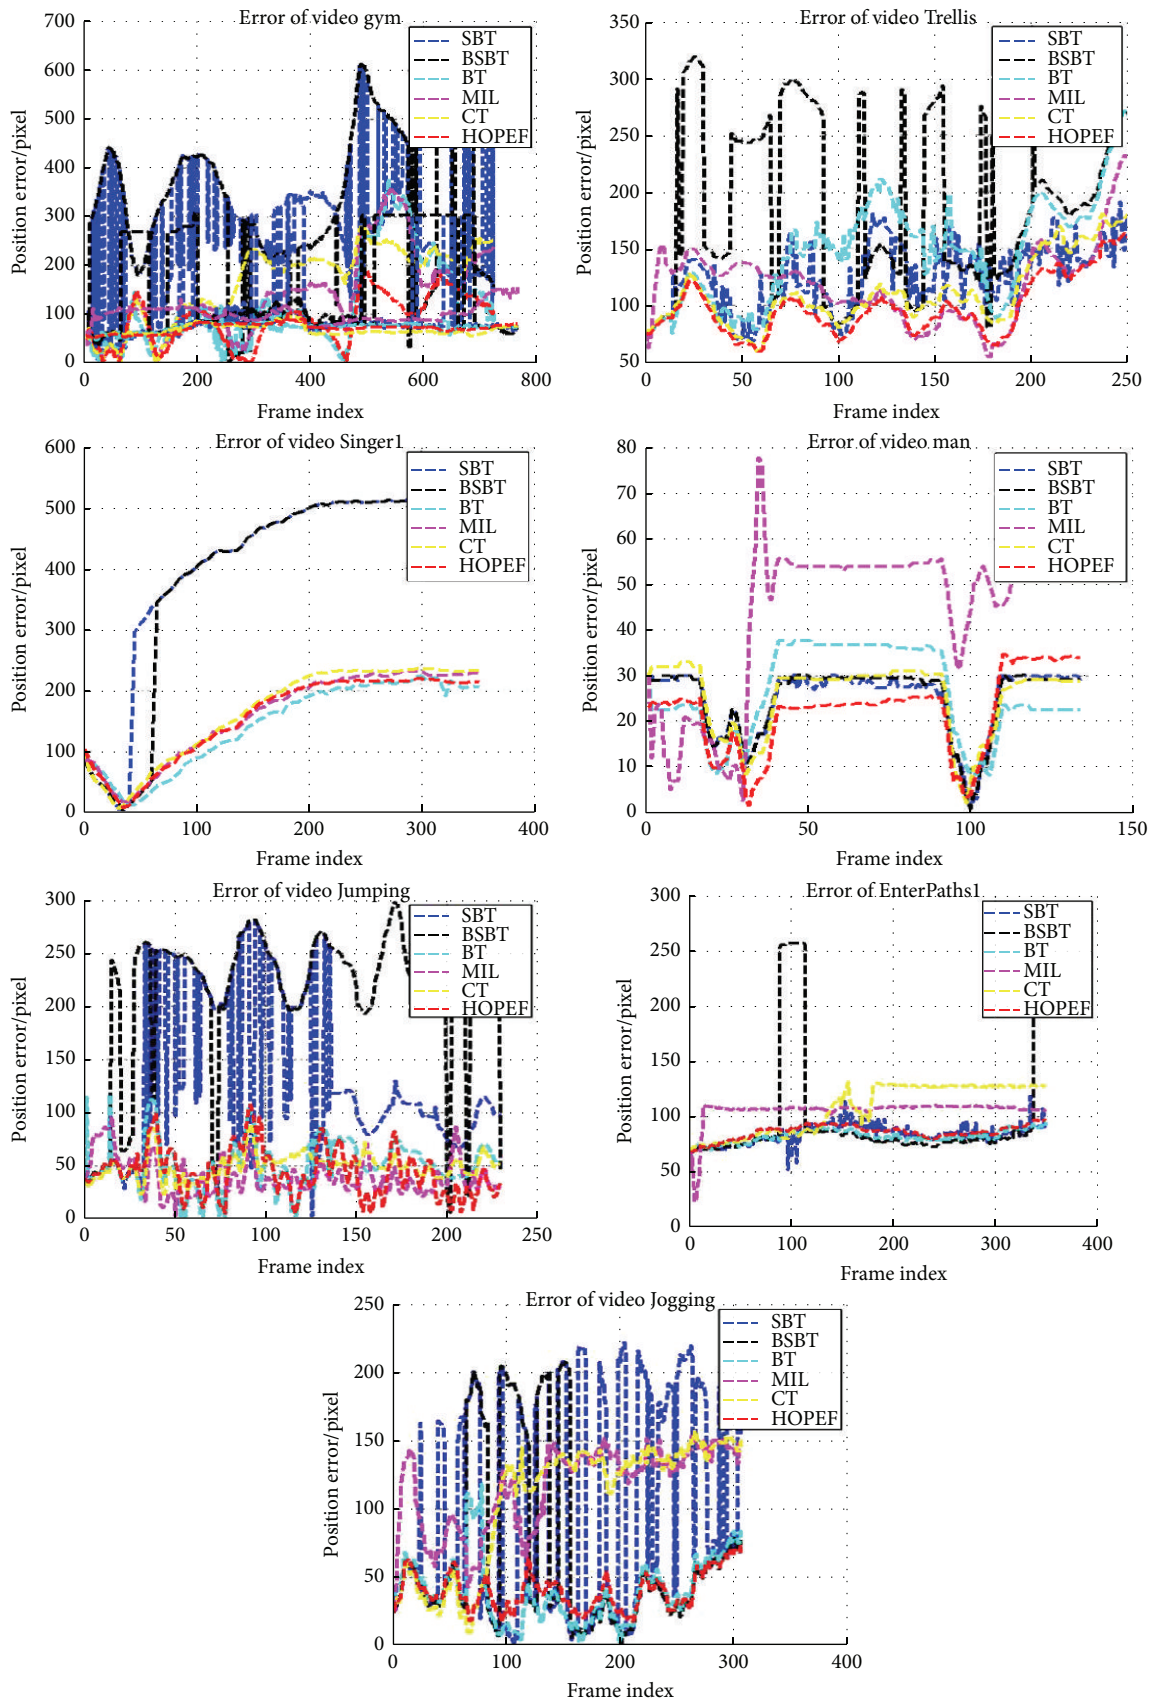 Error of video gym
700
600
500
400
300
200
100
0
0 200 400 600 800
Position error/pixel
Frame index
SBT
BSBT
BT
MIL
CT
HOPEF
Error of video Trellis
350
300
250
200
150
100
50
0 50 100 150 200 250
Position error/pixel
Frame index
SBT
BSBT
BT
MIL
CT
HOPEF
Error of video Singer1
600
500
400
300
200
100
0
0 100 200 300 400
Position error/pixel
Frame index
SBT
BSBT
BT
MIL
CT
HOPEF
Error of video man
80
70
60
50
40
30
20
10
0
0 50 100 150
Position error/pixel
Frame index
SBT
BSBT
BT
MIL
CT
HOPEF
Error of video Jumping
300
250
200
150
100
50
0
0 50 100 150 200 250
Position error/pixel
Frame index
SBT
BSBT
BT
MIL
CT
HOPEF
Error of EnterPaths1
300
250
200
150
100
50
0
0 100 200 300 400
Position error/pixel
Frame index
SBT
BSBT
BT
MIL
CT
HOPEF
Error of video Jogging
250
200
150
100
50
0
0 100 200 300 400
Position error/pixel
Frame index
SBT
BSBT
BT
MIL
CT
HOPEF